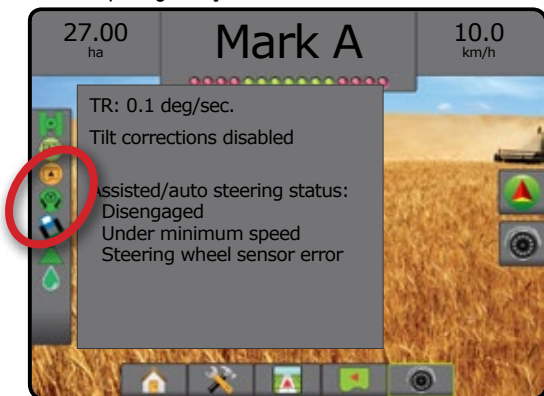 27.00
ha
Mark A
10.0
km/h
TR: 0.1 deg/sec.
Tilt corrections disabled
Assisted/auto steering status:
Disengaged
Under minimum speed
Steering wheel sensor error